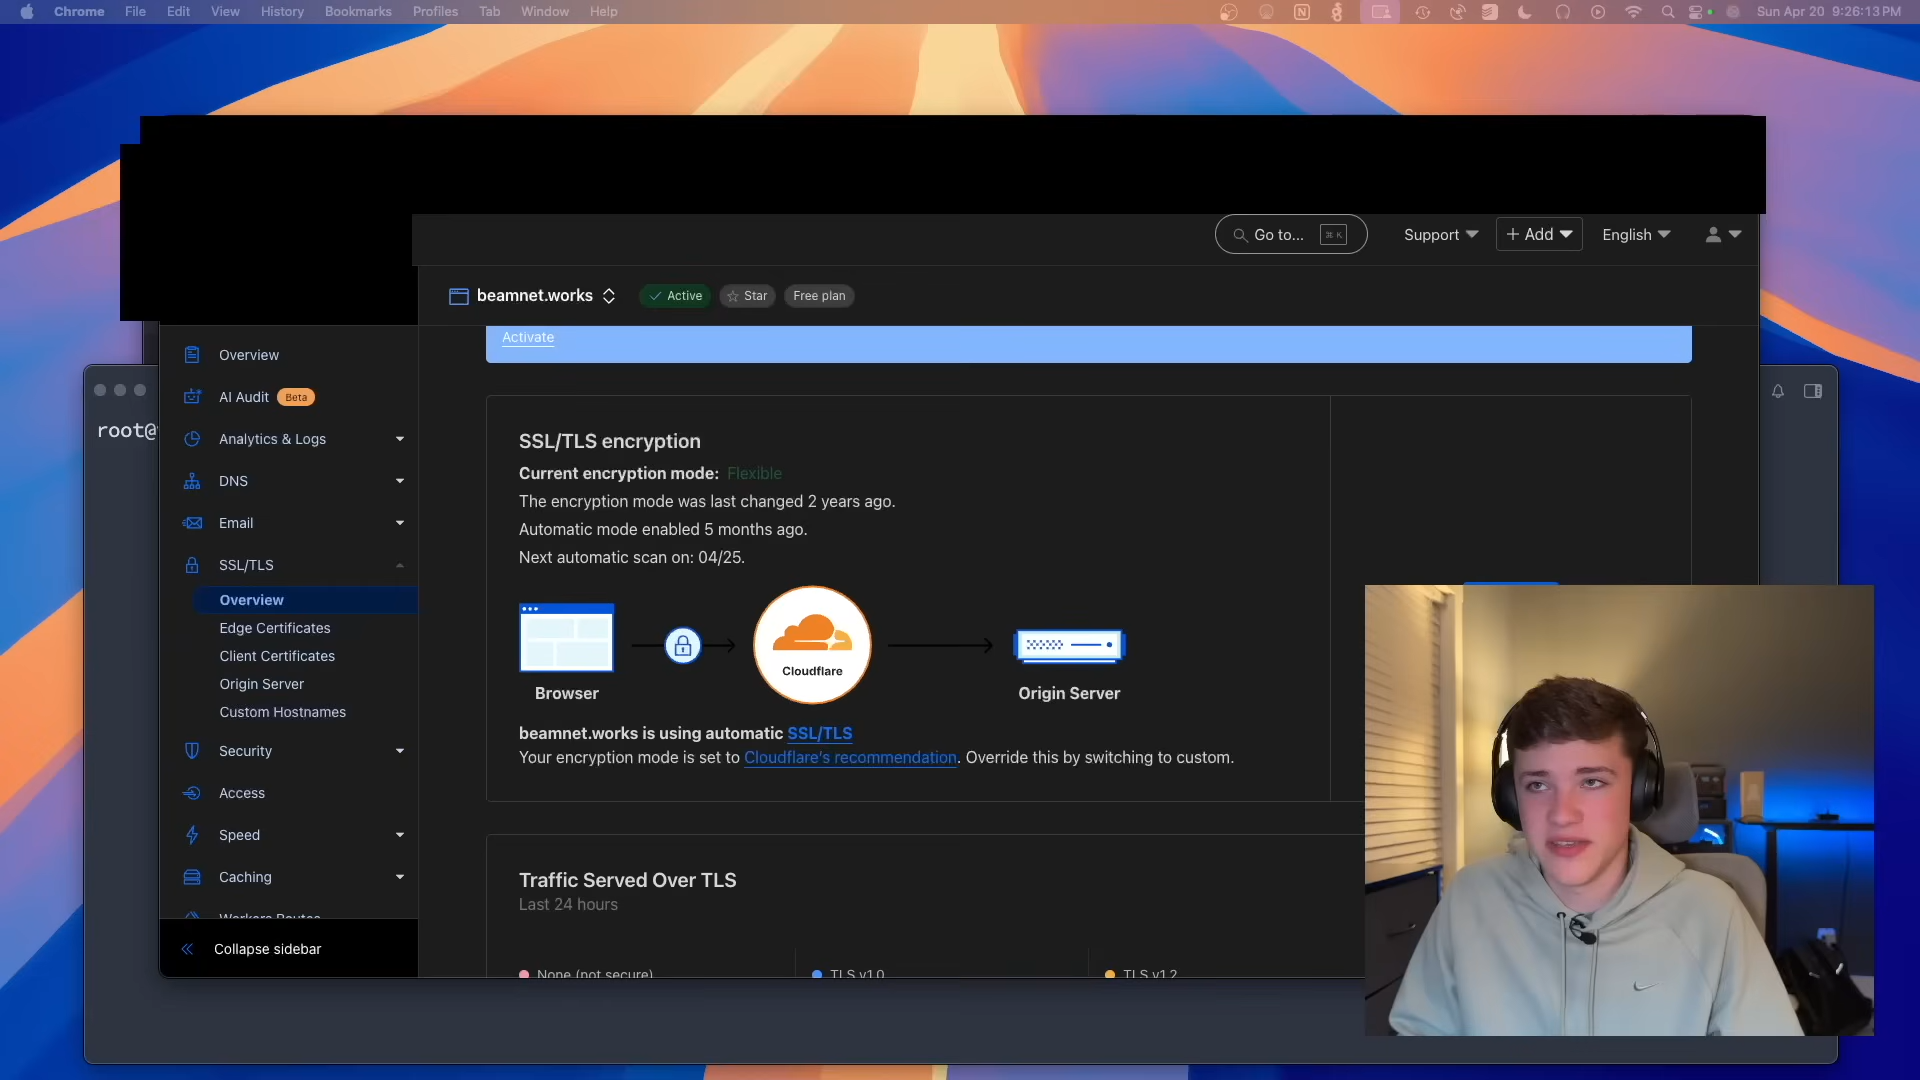 Chrome File Edit View History Bookmarks Profiles Tab Window Help Sun Apr 20 9:26:13 PM
Go to... ⌘ K Support + Add English
beamnet.works Active Star Free plan
Activate
root@
Overview
AI Audit Beta
Analytics & Logs
DNS
Email
SSL/TLS
Overview
Edge Certificates
Client Certificates
Origin Server
Custom Hostnames
Security
Access
Speed
Caching
Workers Routes
Collapse sidebar
SSL/TLS encryption
Current encryption mode: Flexible
The encryption mode was last changed 2 years ago.
Automatic mode enabled 5 months ago.
Next automatic scan on: 04/25.
Cloudflare
Browser Origin Server
beamnet.works is using automatic SSL/TLS
Your encryption mode is set to Cloudflare's recommendation. Override this by switching to custom.
Traffic Served Over TLS
Last 24 hours
None (not secure) TLS v1.0 TLS v1.2